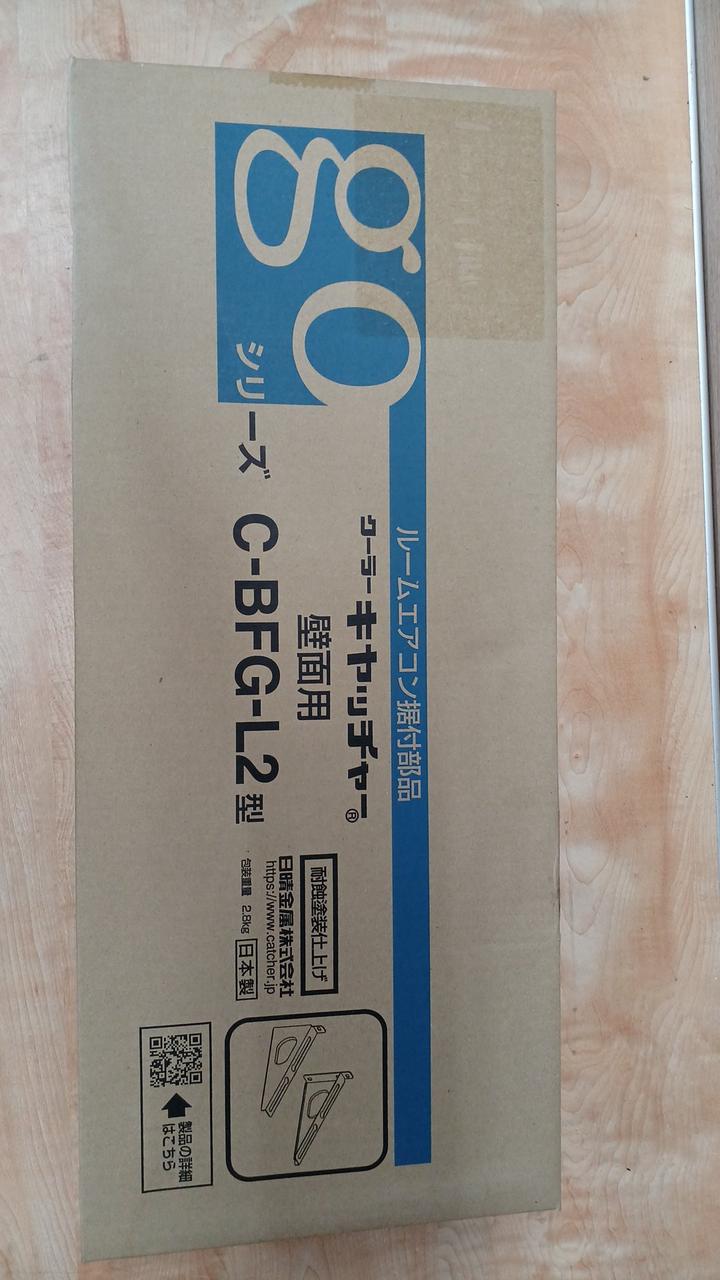 go
シリーズ
ルームエアコン据付部品
クーラーキャッチャー®
壁面用
C-BFG-L2型
耐蝕塗装仕上げ
日晴金属株式会社
https://www.catcher.jp
包装重量 2.8kg 日本製
製品の詳細
はこちら